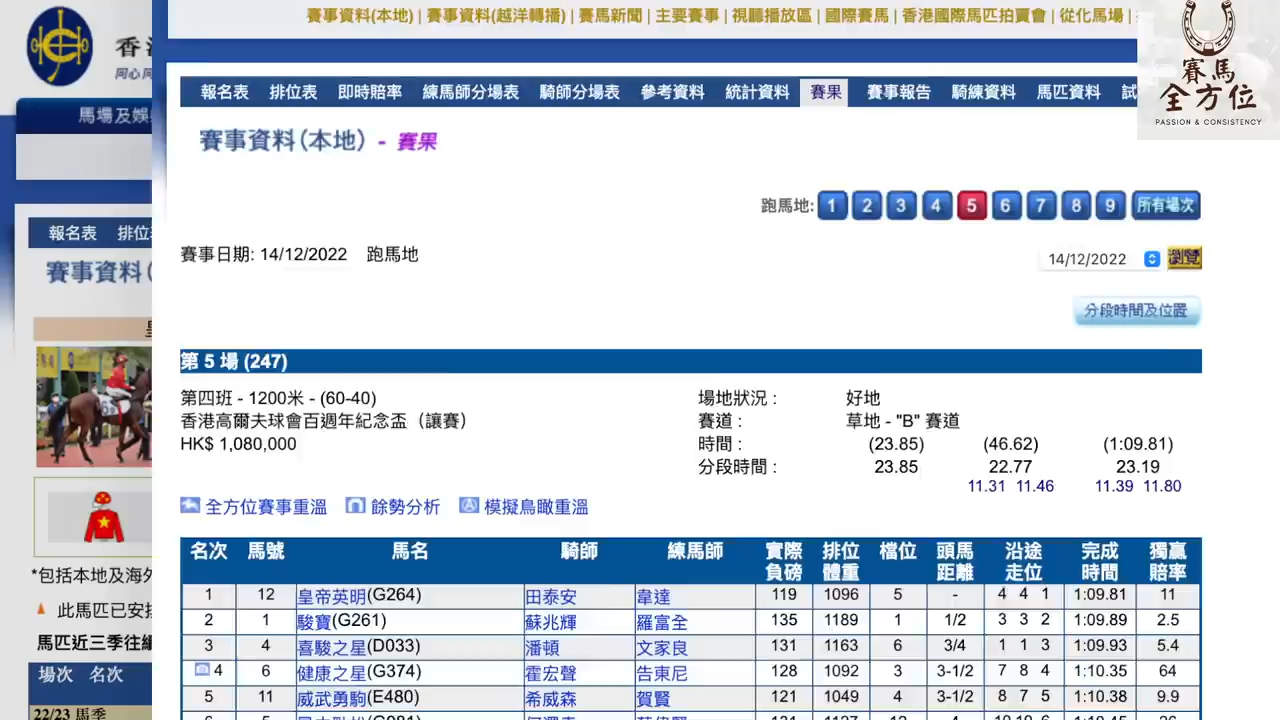 賽事資料(本地) | 賽事資料(越洋轉播) | 賽馬新聞 | 主要賽事 | 視聽播放區 | 國際賽馬 | 香港國際馬匹拍賣會 | 從化馬場 |
賽馬
全方位
PASSION & CONSISTENCY
香
同心同
馬場及娛
報名表 排位表 即時賠率 練馬師分場表 騎師分場表 參考資料 統計資料 賽果 賽事報告 騎練資料 馬匹資料 試
賽事資料(本地) - 賽果
跑馬地: 1 2 3 4 5 6 7 8 9 所有場次
報名表 排位
賽事日期: 14/12/2022 跑馬地
14/12/2022 瀏覽
賽事資料(
分段時間及位置
第 5 場 (247)
第四班 - 1200米 - (60-40) 場地狀況 : 好地
香港高爾夫球會百週年紀念盃（讓賽） 賽道 : 草地 - "B" 賽道
HK$ 1,080,000 時間 : (23.85) (46.62) (1:09.81)
分段時間 : 23.85 22.77 23.19
11.31 11.46 11.39 11.80
全方位賽事重溫 餘勢分析 模擬鳥瞰重溫
名次 馬號 馬名 騎師 練馬師 實際負磅 排位體重 檔位 頭馬距離 沿途走位 完成時間 獨贏賠率
1 12 皇帝英明(G264) 田泰安 韋達 119 1096 5 - 4 4 1 1:09.81 11
2 1 駿寶(G261) 蘇兆輝 羅富全 135 1189 1 1/2 3 3 2 1:09.89 2.5
3 4 喜駿之星(D033) 潘頓 文家良 131 1163 6 3/4 1 1 3 1:09.93 5.4
4 6 健康之星(G374) 霍宏聲 告東尼 128 1092 3 3-1/2 7 8 4 1:10.35 64
5 11 威武勇駒(E480) 希威森 賀賢 121 1049 4 3-1/2 8 7 5 1:10.38 9.9
*包括本地及海外
此馬匹已安排
馬匹近三季往績
場次 名次
22/23 馬季